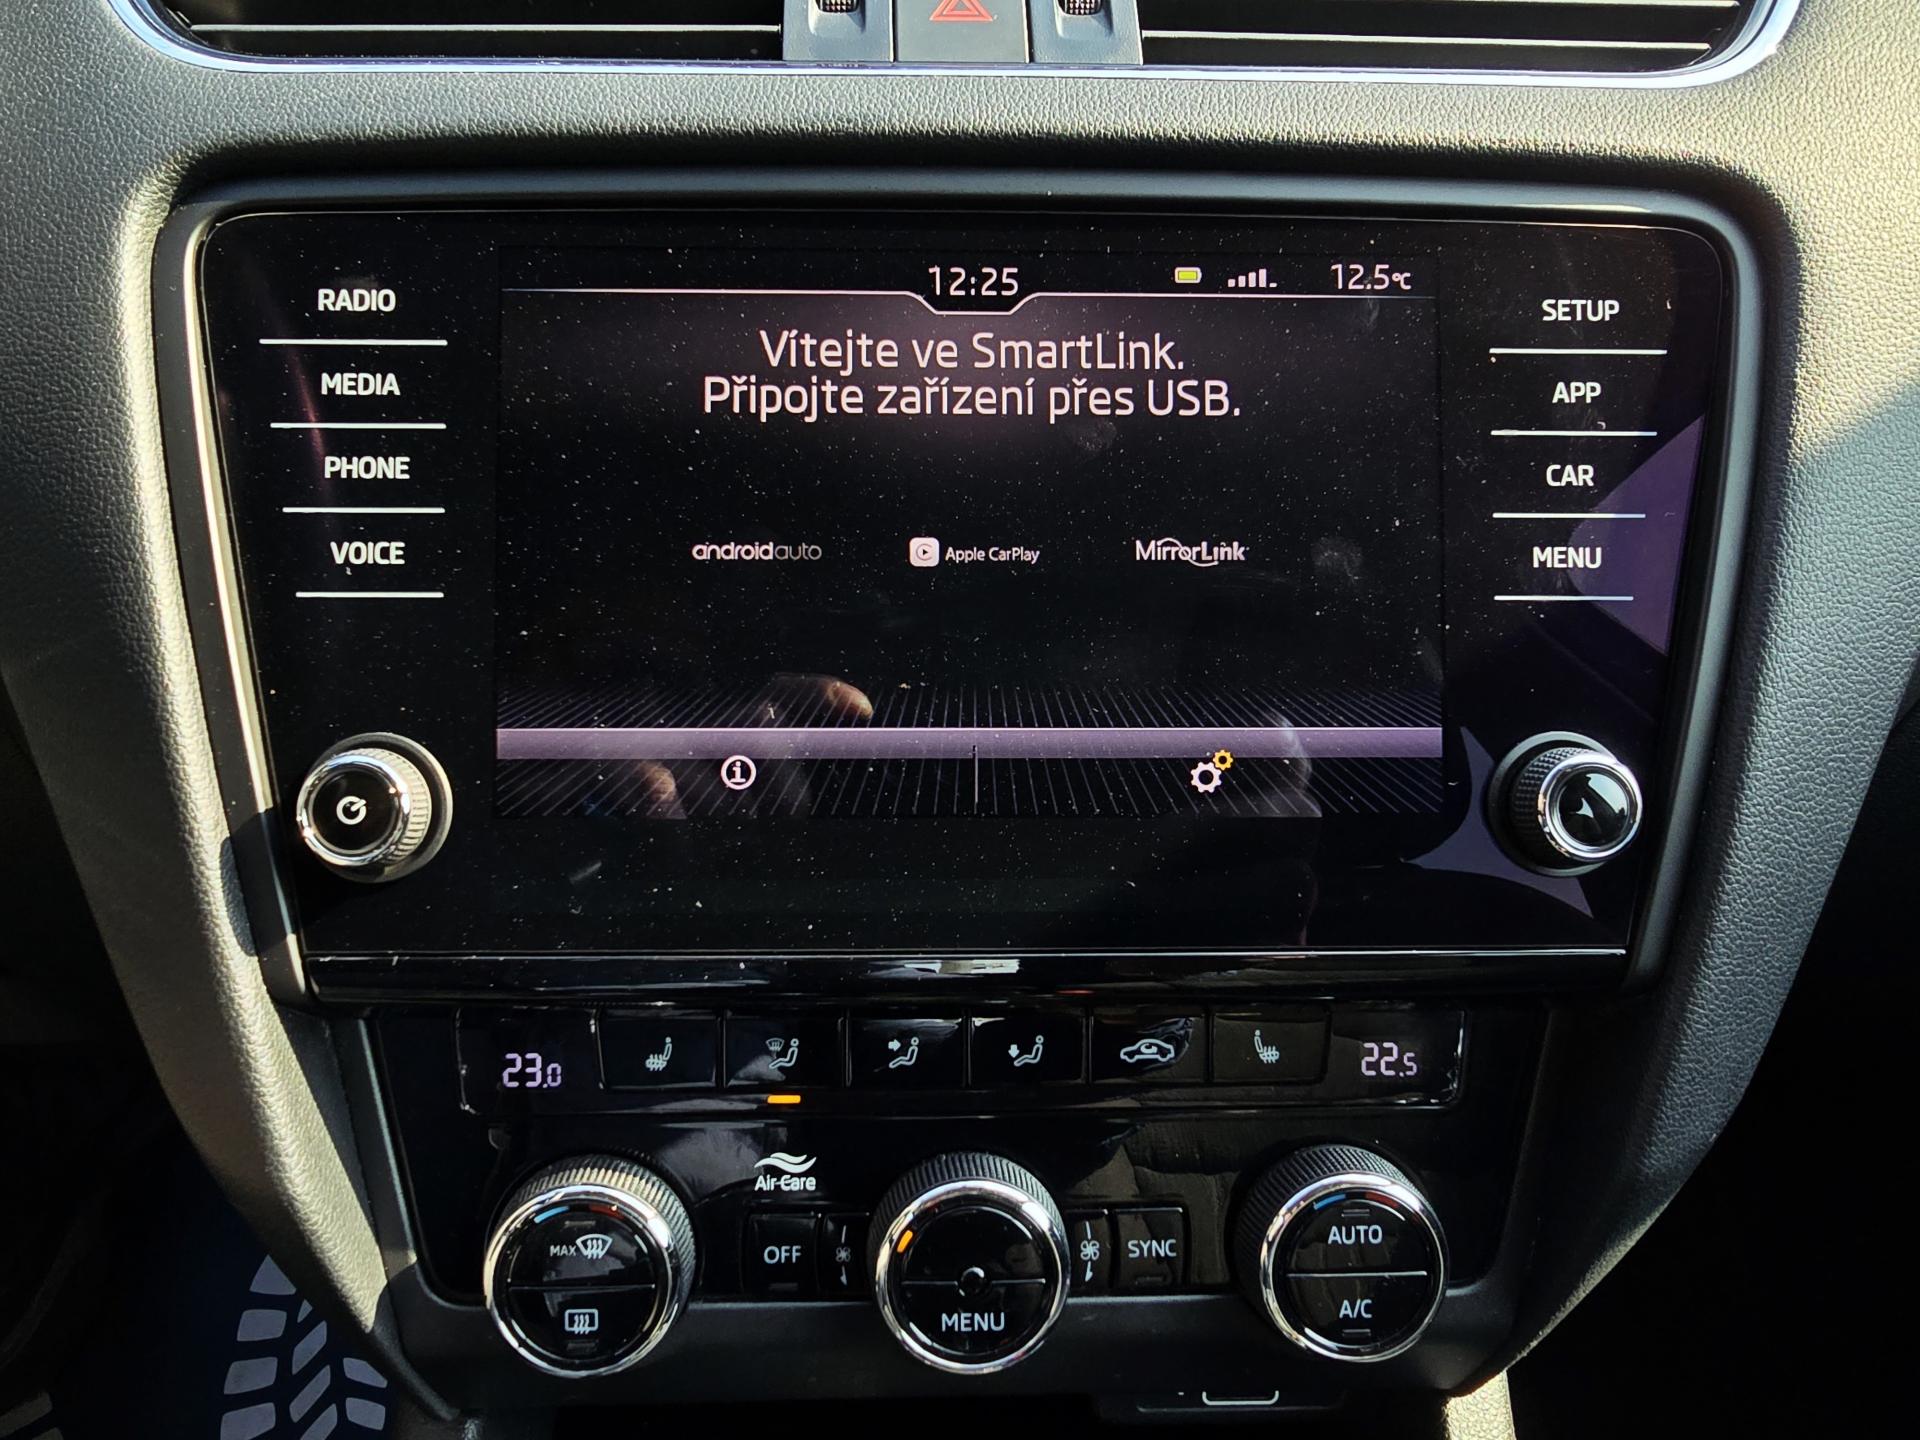 12:25
12.5°C
RADIO
MEDIA
PHONE
VOICE
Vítejte ve SmartLink.
Připojte zařízení přes USB.
androidauto
Apple CarPlay
MirrorLink
SETUP
APP
CAR
MENU
23.0
22.5
Air-Care
MAX
OFF
MENU
SYNC
AUTO
A/C